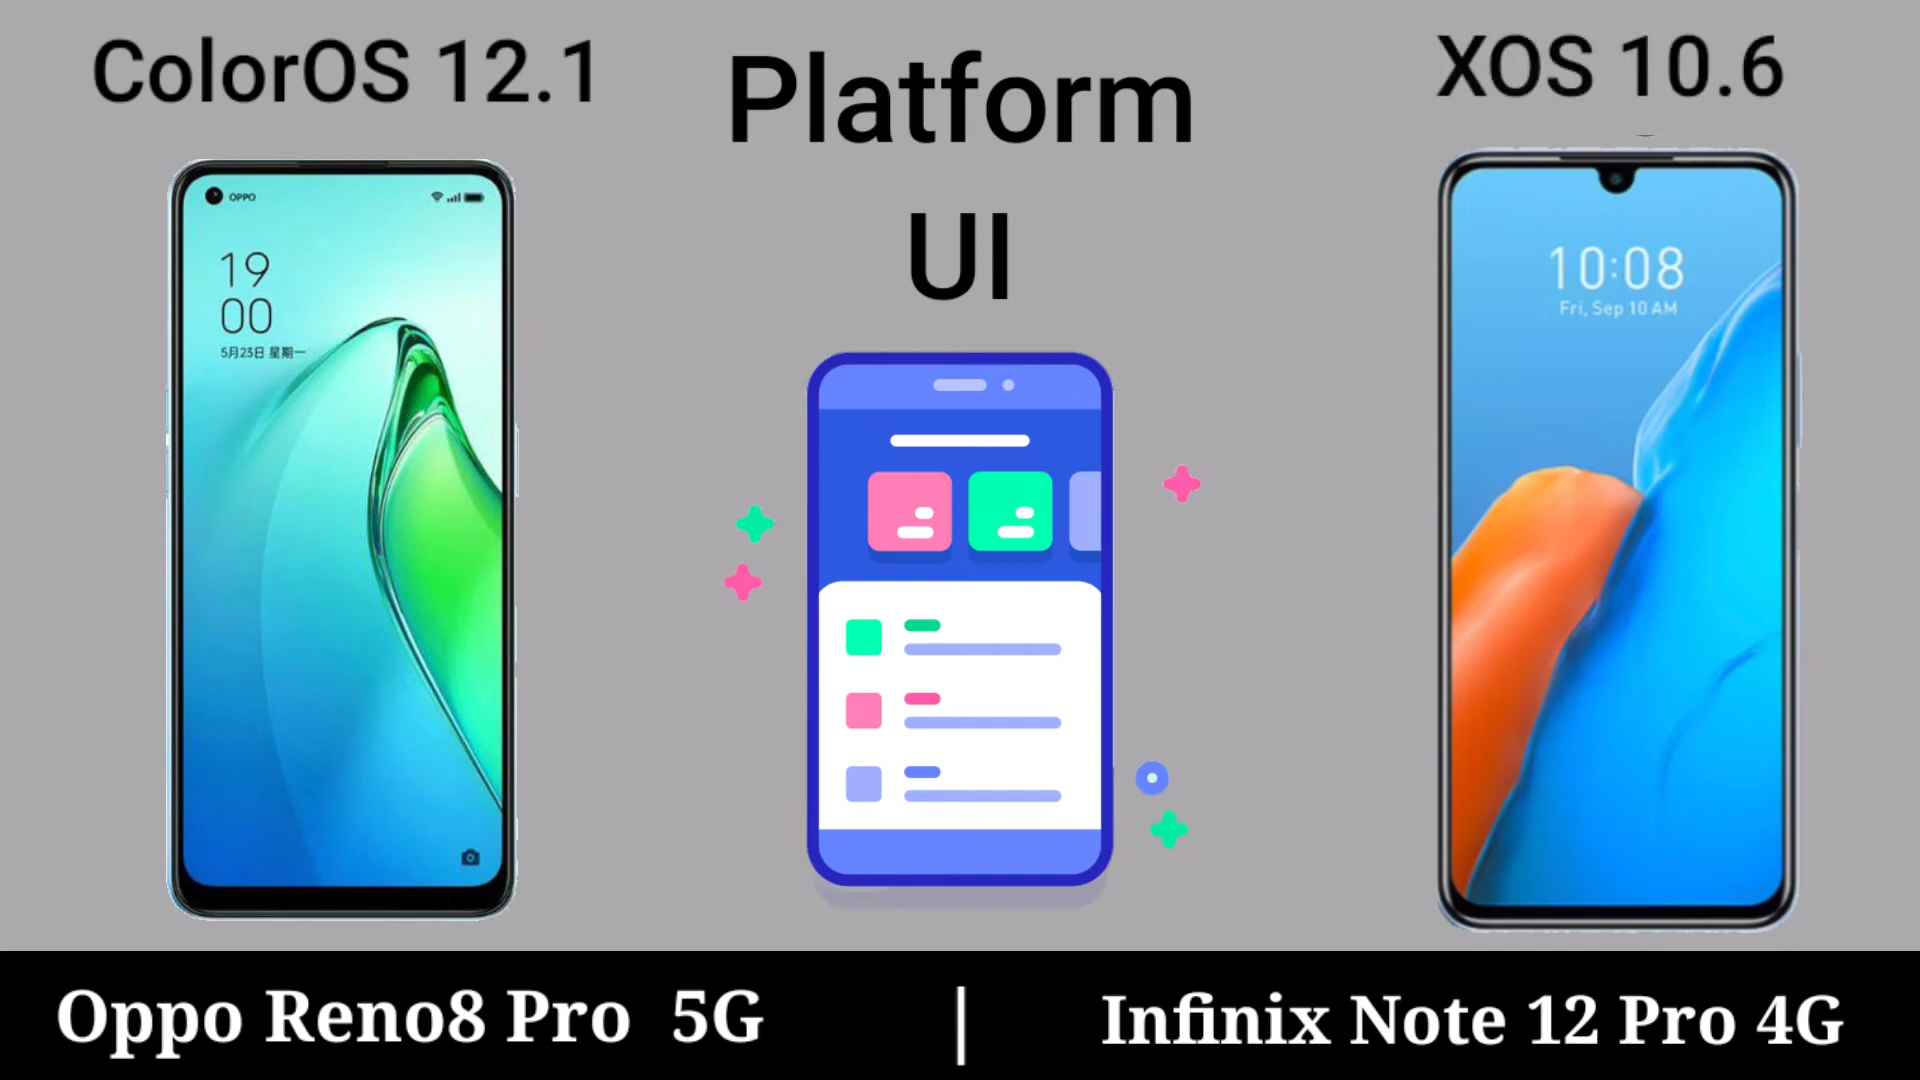 ColorOS 12.1
Platform
UI
XOS 10.6
OPPO
19
00
5月23日 星期一
10:08
Fri, Sep 10 AM
Oppo Reno8 Pro 5G | Infinix Note 12 Pro 4G